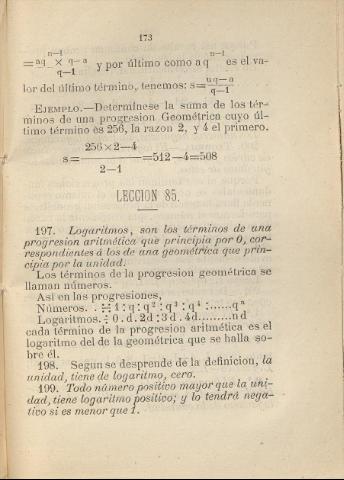 173
n—1 n—1
=aq × q—a y por último como a q es el va-
q—1
lor del último término, tenemos: s=uq—a
q—1
EJEMPLO.—Determínese la suma de los tér-
minos de una progresion Geométrica cuyo úl-
timo término es 256, la razon 2, y 4 el primero.
256×2—4
s= =512—4=508
2—1
LECCION 85.
197. Logaritmos, son los términos de una
progresion aritmética que principia por 0, cor-
respondientes á los de una geométrica que prin-
cipia por la unidad.
Los términos de la progresion geométrica se
llaman números.
Así en las progresiones,
Números. . ∺ 1 : q : q² : q³ : q⁴ :......qⁿ
Logaritmos. ÷ 0 . d . 2d : 3d . 4d.........nd
cada término de la progresion aritmética es el
logaritmo del de la geométrica que se halla so-
bre él.
198. Segun se desprende de la definicion, la
unidad, tiene de logaritmo, cero.
199. Todo número positivo mayor que la uni-
dad, tiene logaritmo positivo; y lo tendrá nega-
tivo si es menor que 1.